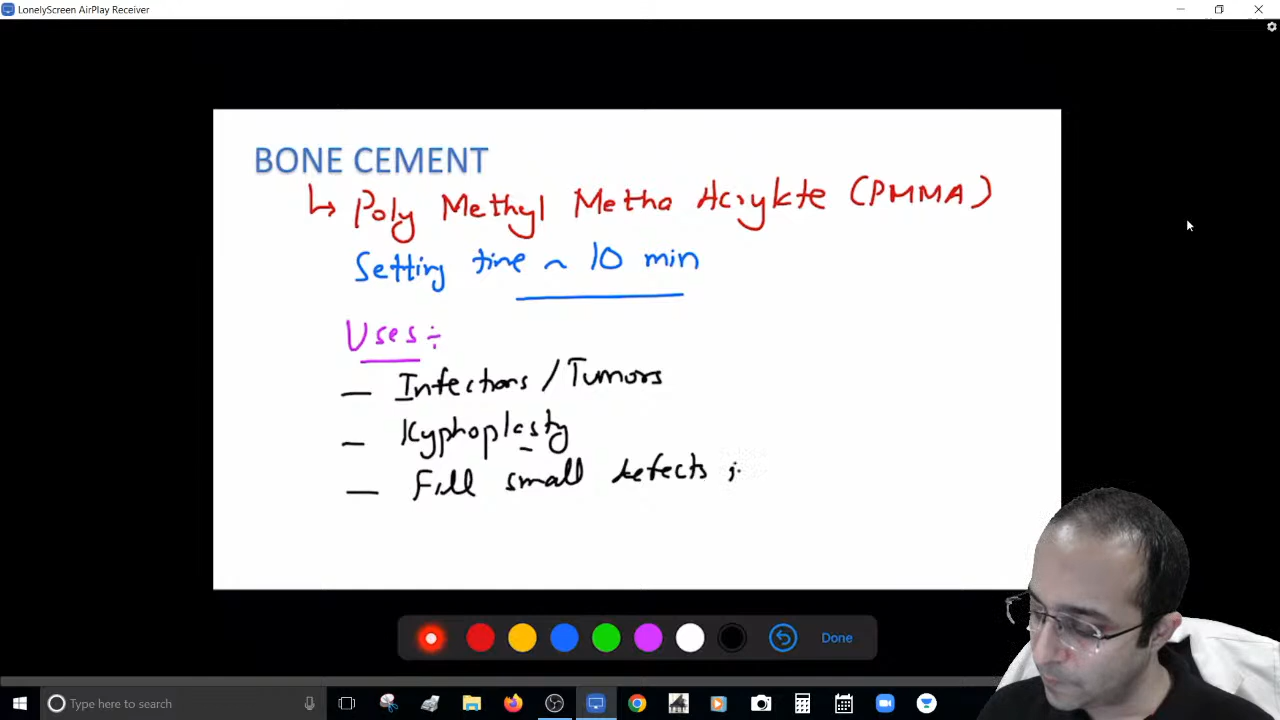 LonelyScreen AirPlay Receiver
BONE CEMENT
↳ Poly Methyl Metha Acrylate (PMMA)
Setting time ~ 10 min
Uses:
— Infections / Tumors
— Kyphoplasty
— Fill small defects i
Done
Type here to search